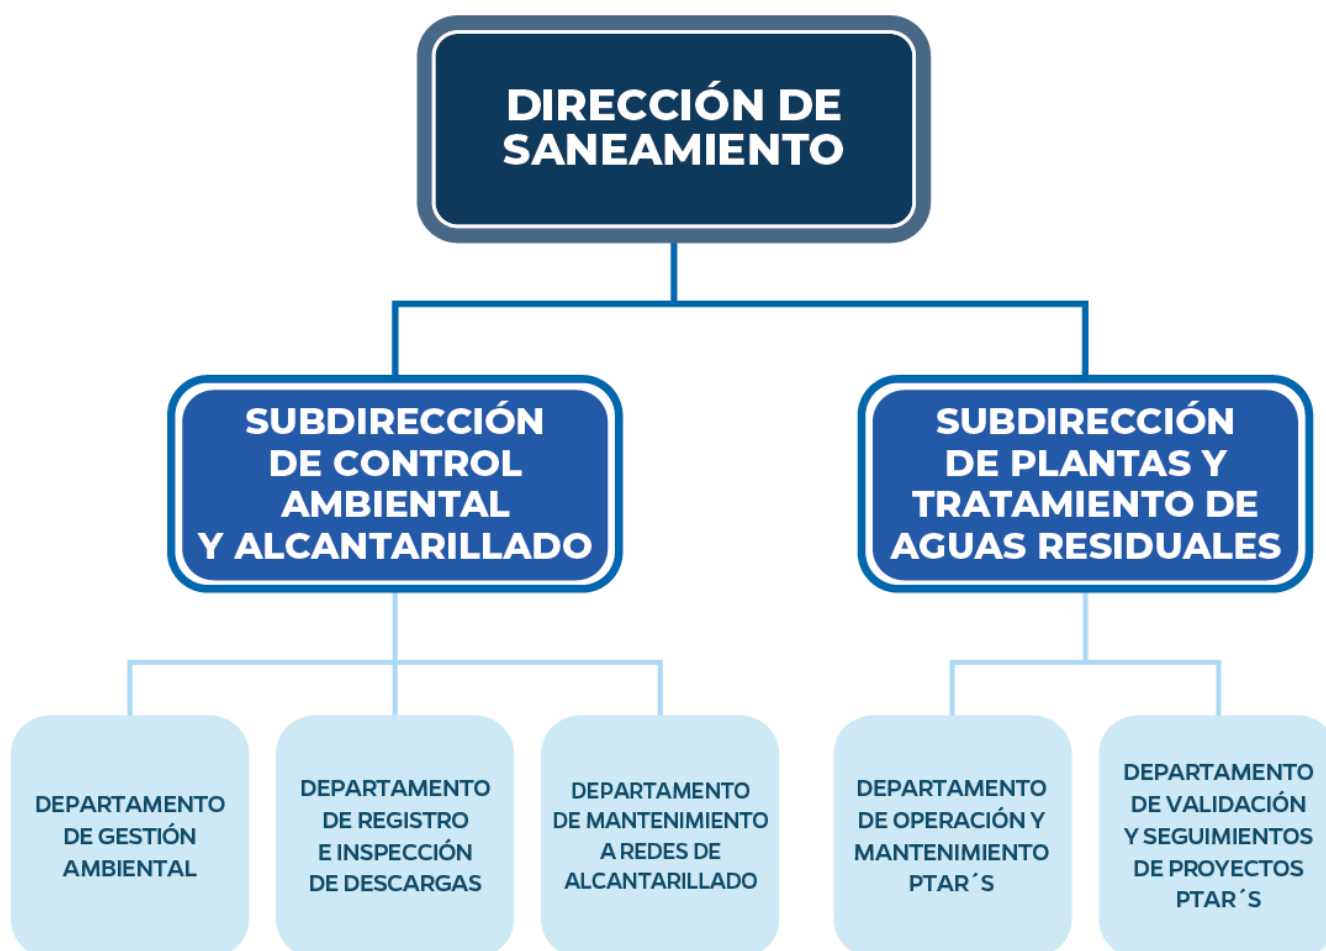 DIRECCIÓN DE
SANEAMIENTO
SUBDIRECCIÓN
DE CONTROL
AMBIENTAL
Y ALCANTARILLADO
SUBDIRECCIÓN
DE PLANTAS Y
TRATAMIENTO DE
AGUAS RESIDUALES
DEPARTAMENTO
DE GESTIÓN
AMBIENTAL
DEPARTAMENTO
DE REGISTRO
E INSPECCIÓN
DE DESCARGAS
DEPARTAMENTO
DE MANTENIMIENTO
A REDES DE
ALCANTARILLADO
DEPARTAMENTO
DE OPERACIÓN Y
MANTENIMIENTO
PTAR´S
DEPARTAMENTO
DE VALIDACIÓN
Y SEGUIMIENTOS
DE PROYECTOS
PTAR´S